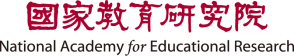 國家教育研究院
National Academy for Educational Research